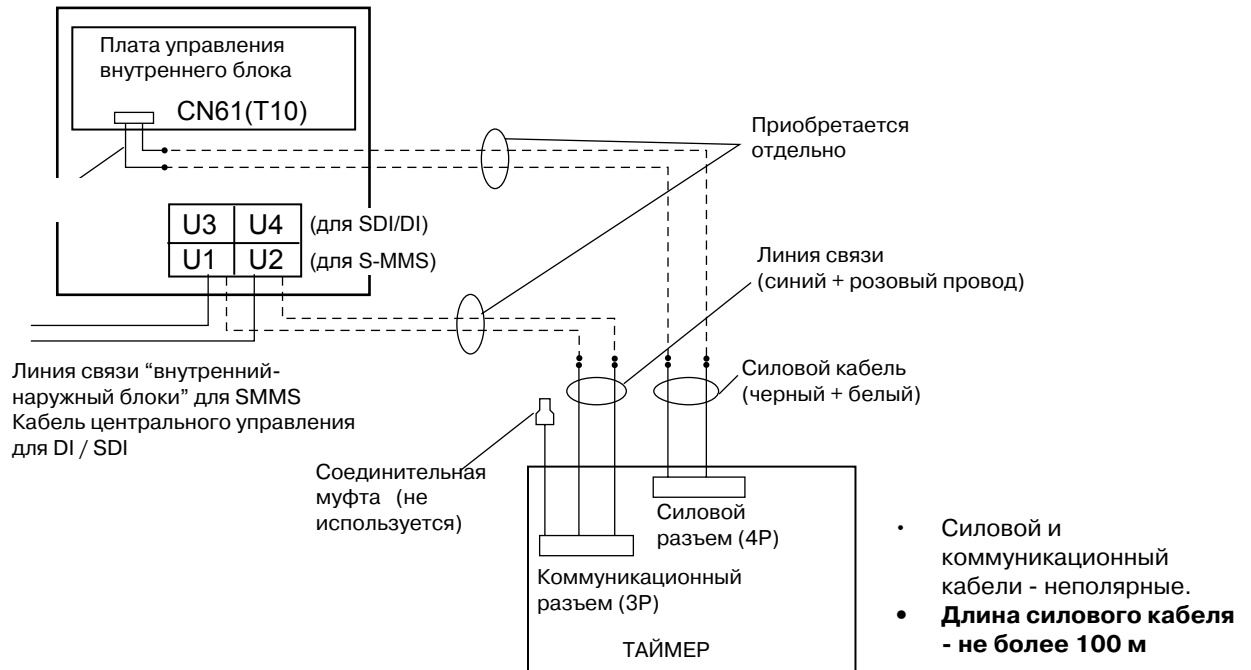 Плата управления
внутреннего блока
CN61(T10)
Приобретается
отдельно
U3 U4 (для SDI/DI)
U1 U2 (для S-MMS)
Линия связи
(синий + розовый провод)
Линия связи “внутренний-
наружный блоки” для SMMS
Кабель центрального управления
для DI / SDI
Силовой кабель
(черный + белый)
Соединительная
муфта (не
используется)
Силовой
разъем (4P)
Коммуникационный
разъем (3P)
ТАЙМЕР
· Силовой и
коммуникационный
кабели - неполярные.
• Длина силового кабеля
- не более 100 м